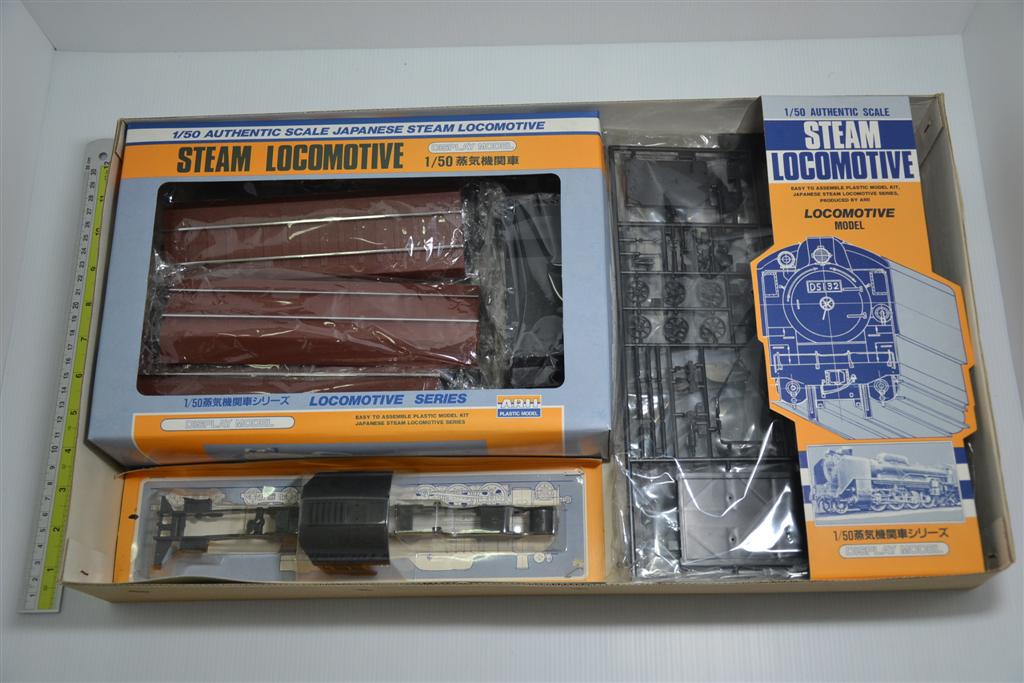 1/50 AUTHENTIC SCALE JAPANESE STEAM LOCOMOTIVE
STEAM LOCOMOTIVE
DISPLAY MODEL
1/50 蒸気機関車
1/50蒸気機関車シリーズ
LOCOMOTIVE SERIES
DISPLAY MODEL
EASY TO ASSEMBLE PLASTIC MODEL KIT
JAPANESE STEAM LOCOMOTIVE SERIES
ARII
PLASTIC MODEL
1/50 AUTHENTIC SCALE
STEAM
LOCOMOTIVE
EASY TO ASSEMBLE PLASTIC MODEL KIT,
JAPANESE STEAM LOCOMOTIVE SERIES,
PRODUCED BY ARII
LOCOMOTIVE
MODEL
D5192
1/50蒸気機関車シリーズ
DISPLAY MODEL